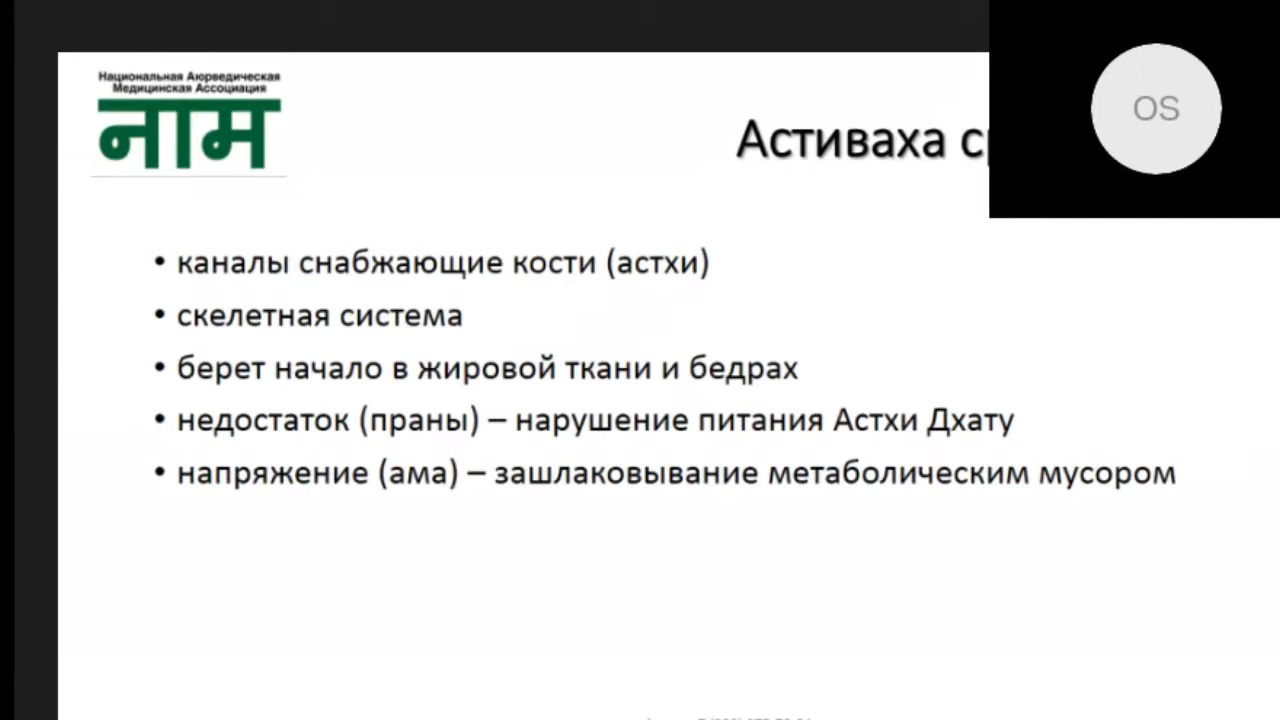 Национальная Аюрведическая
Медицинская Ассоциация
नाम
Астиваха
OS
• каналы снабжающие кости (астхи)
• скелетная система
• берет начало в жировой ткани и бедрах
• недостаток (праны) – нарушение питания Астхи Дхату
• напряжение (ама) – зашлаковывание метаболическим мусором